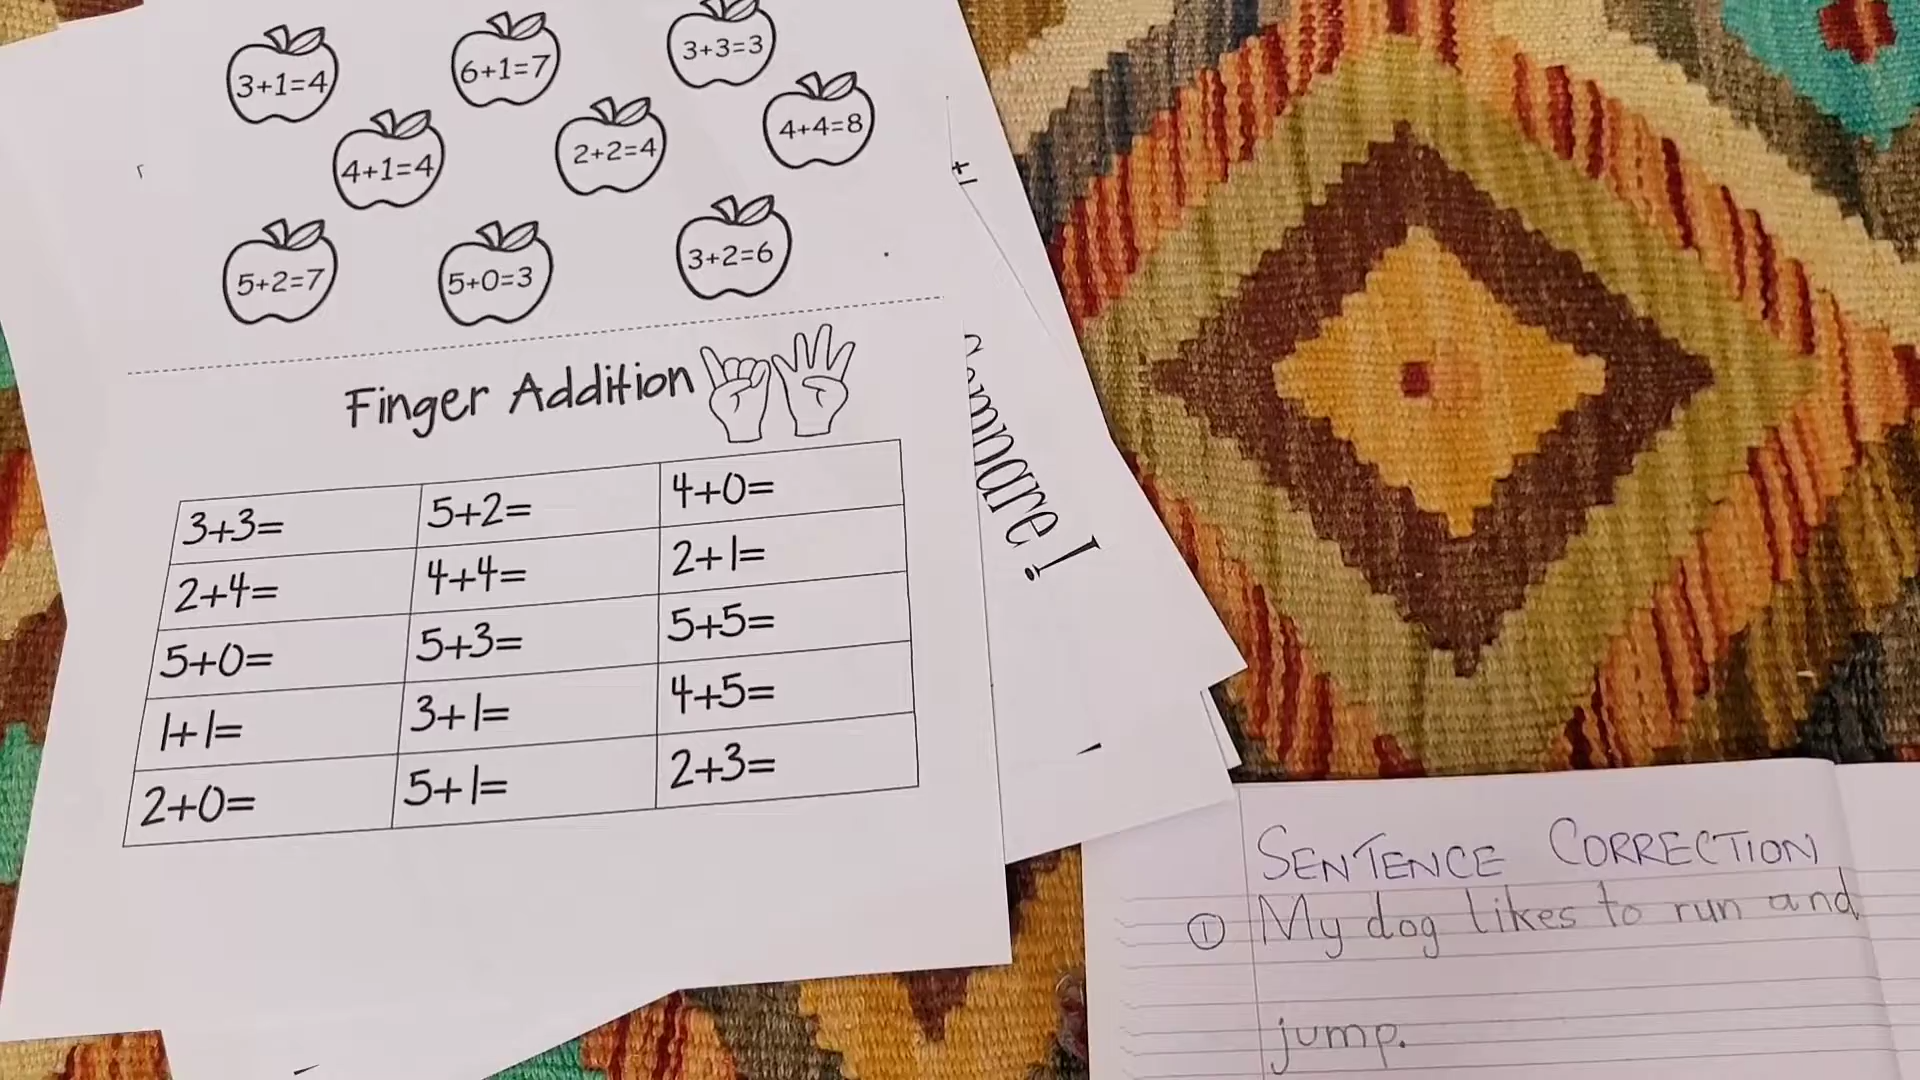 3+1=4
6+1=7
3+3=3
4+1=4
2+2=4
4+4=8
5+2=7
5+0=3
3+2=6
Finger Addition
3+3= 5+2= 4+0=
2+4= 4+4= 2+1=
5+0= 5+3= 5+5=
1+1= 3+1= 4+5=
2+0= 5+1= 2+3=
SENTENCE CORRECTION
① My dog likes to run and
jump.